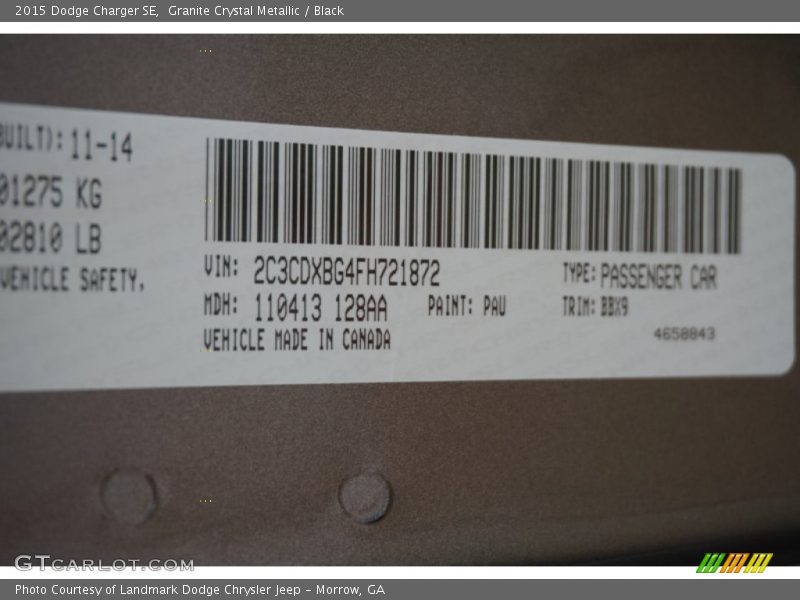 2015 Dodge Charger SE,  Granite Crystal Metallic / Black
BUILT): 11-14
01275 KG
02810 LB
VEHICLE SAFETY.
VIN: 2C3CDXBG4FH721872
TYPE: PASSENGER CAR
MDH: 110413 128AA
PAINT: PAU
TRIM: BBX9
VEHICLE MADE IN CANADA
4658843
GTCARLOT.COM
Photo Courtesy of Landmark Dodge Chrysler Jeep - Morrow, GA